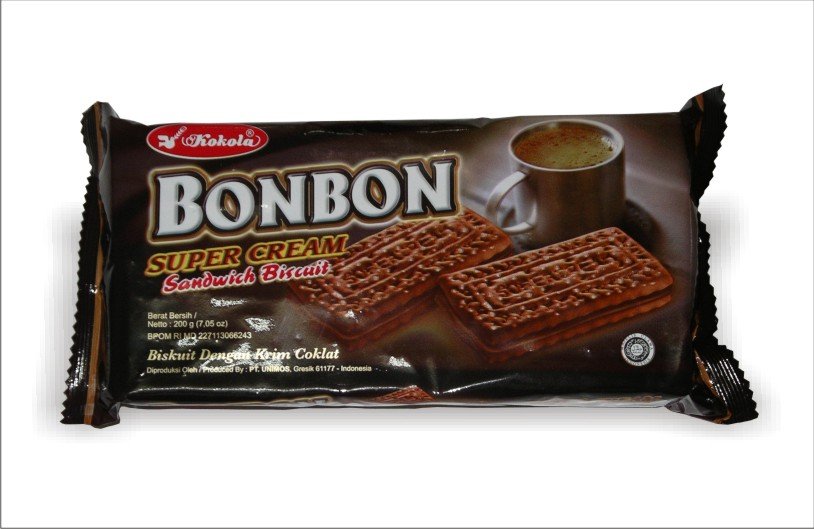 Kokola®
BONBON
SUPER CREAM
Sandwich Biscuit
Berat Bersih /
Netto : 200 g (7,05 oz)
BPOM RI MD 227113066243
Biskuit Dengan Krim Coklat
Diproduksi Oleh / Produced By : PT. UNIMOS, Gresik 61177 - Indonesia